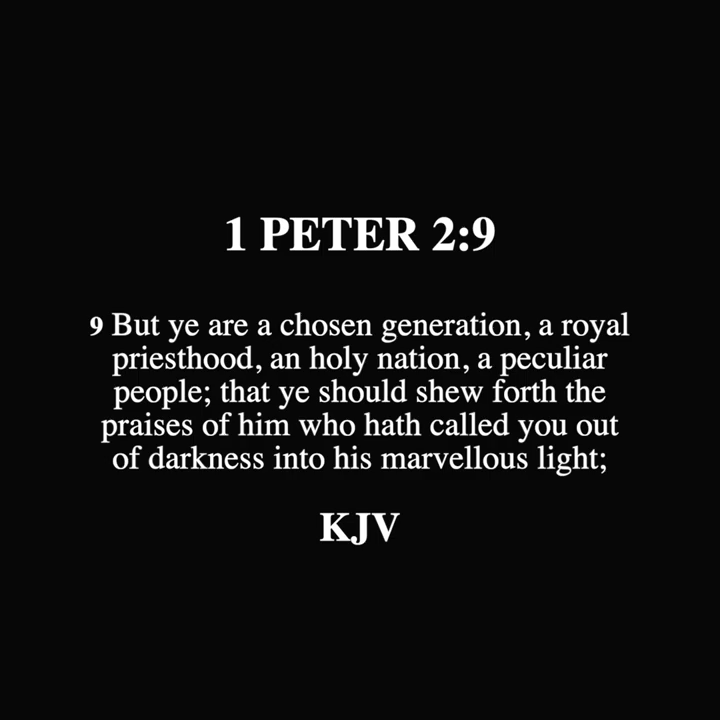 1 PETER 2:9
9 But ye are a chosen generation, a royal
priesthood, an holy nation, a peculiar
people; that ye should shew forth the
praises of him who hath called you out
of darkness into his marvellous light;
KJV